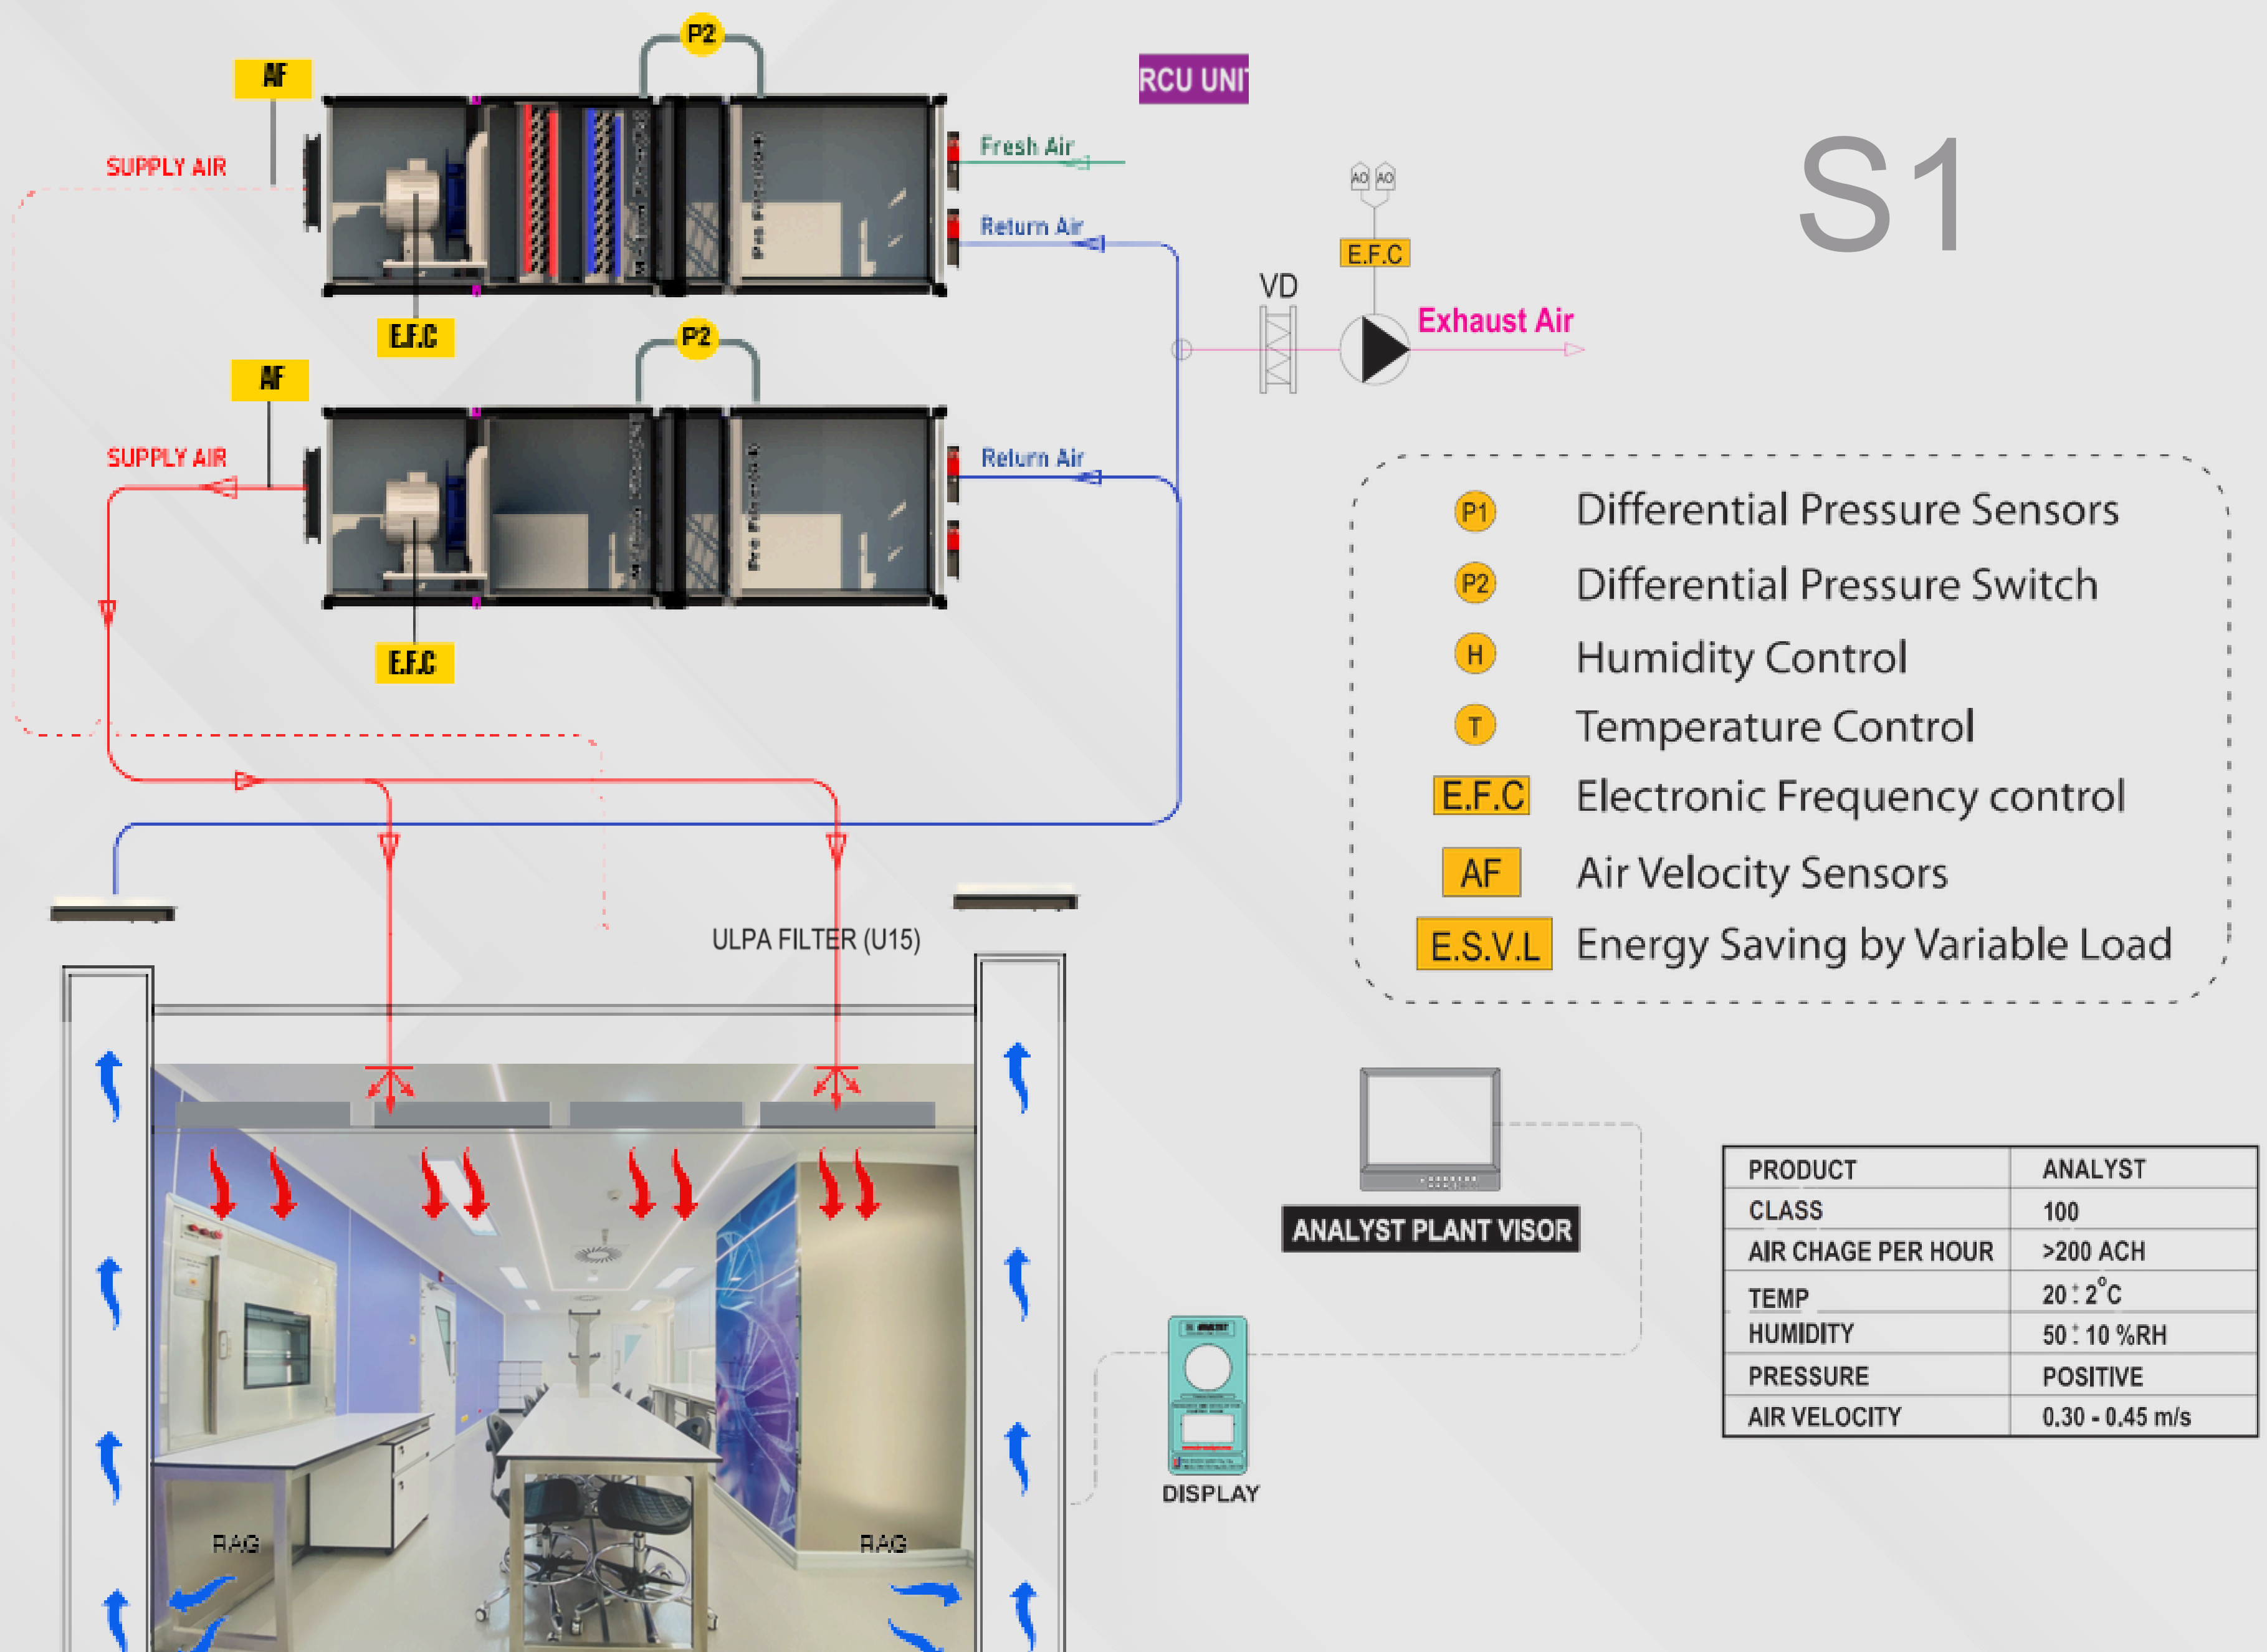 P2
AF
RCU UNIT
SUPPLY AIR
Fresh Air
Return Air
S1
AO AO
E.F.C
VD
Exhaust Air
E.F.C
P2
AF
SUPPLY AIR
Return Air
E.F.C
P1 Differential Pressure Sensors
P2 Differential Pressure Switch
H Humidity Control
T Temperature Control
E.F.C Electronic Frequency control
AF Air Velocity Sensors
E.S.V.L Energy Saving by Variable Load
ULPA FILTER (U15)
ANALYST PLANT VISOR
PRODUCT ANALYST
CLASS 100
AIR CHAGE PER HOUR >200 ACH
TEMP 20 ± 2°C
HUMIDITY 50 ± 10 %RH
PRESSURE POSITIVE
AIR VELOCITY 0.30 - 0.45 m/s
ANALYST
DISPLAY
RAG
RAG